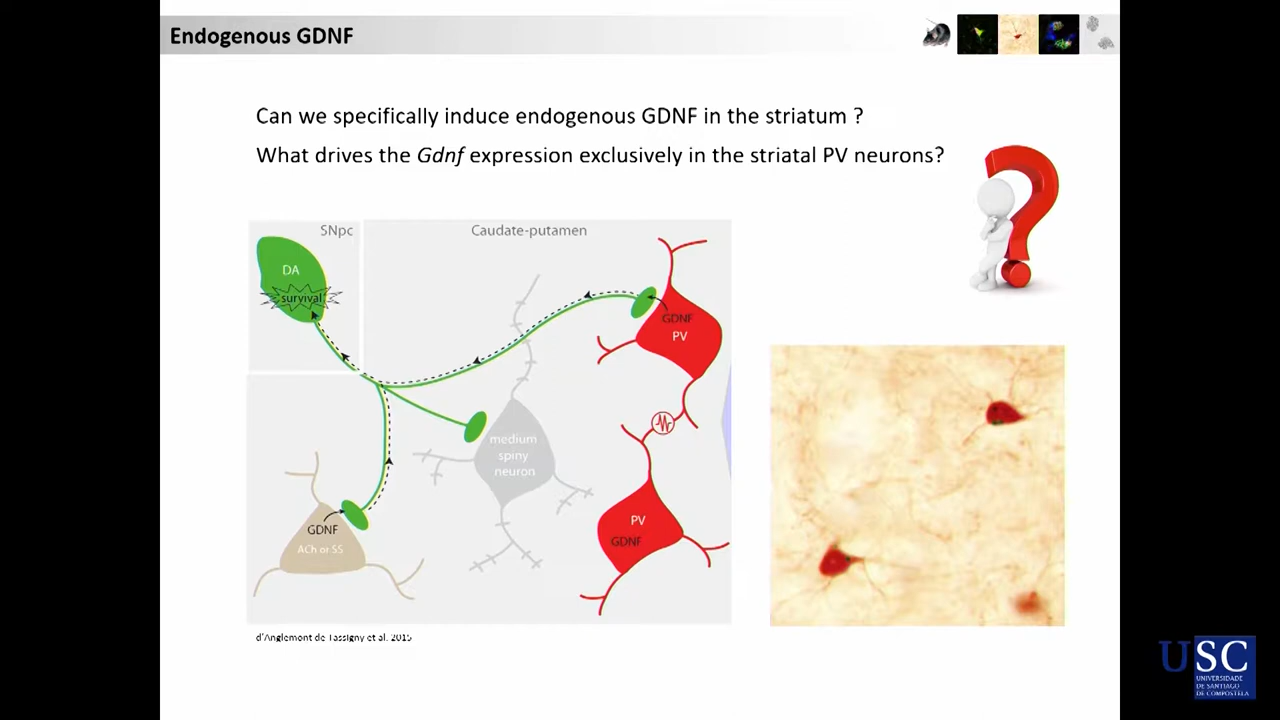 Endogenous GDNF
Can we specifically induce endogenous GDNF in the striatum ?
What drives the Gdnf expression exclusively in the striatal PV neurons?
SNpc
Caudate-putamen
DA
survival
GDNF
PV
medium
spiny
neuron
PV
GDNF
GDNF
ACh or SS
d'Anglemont de Tassigny et al. 2015
USC
UNIVERSIDADE
DE SANTIAGO
DE COMPOSTELA